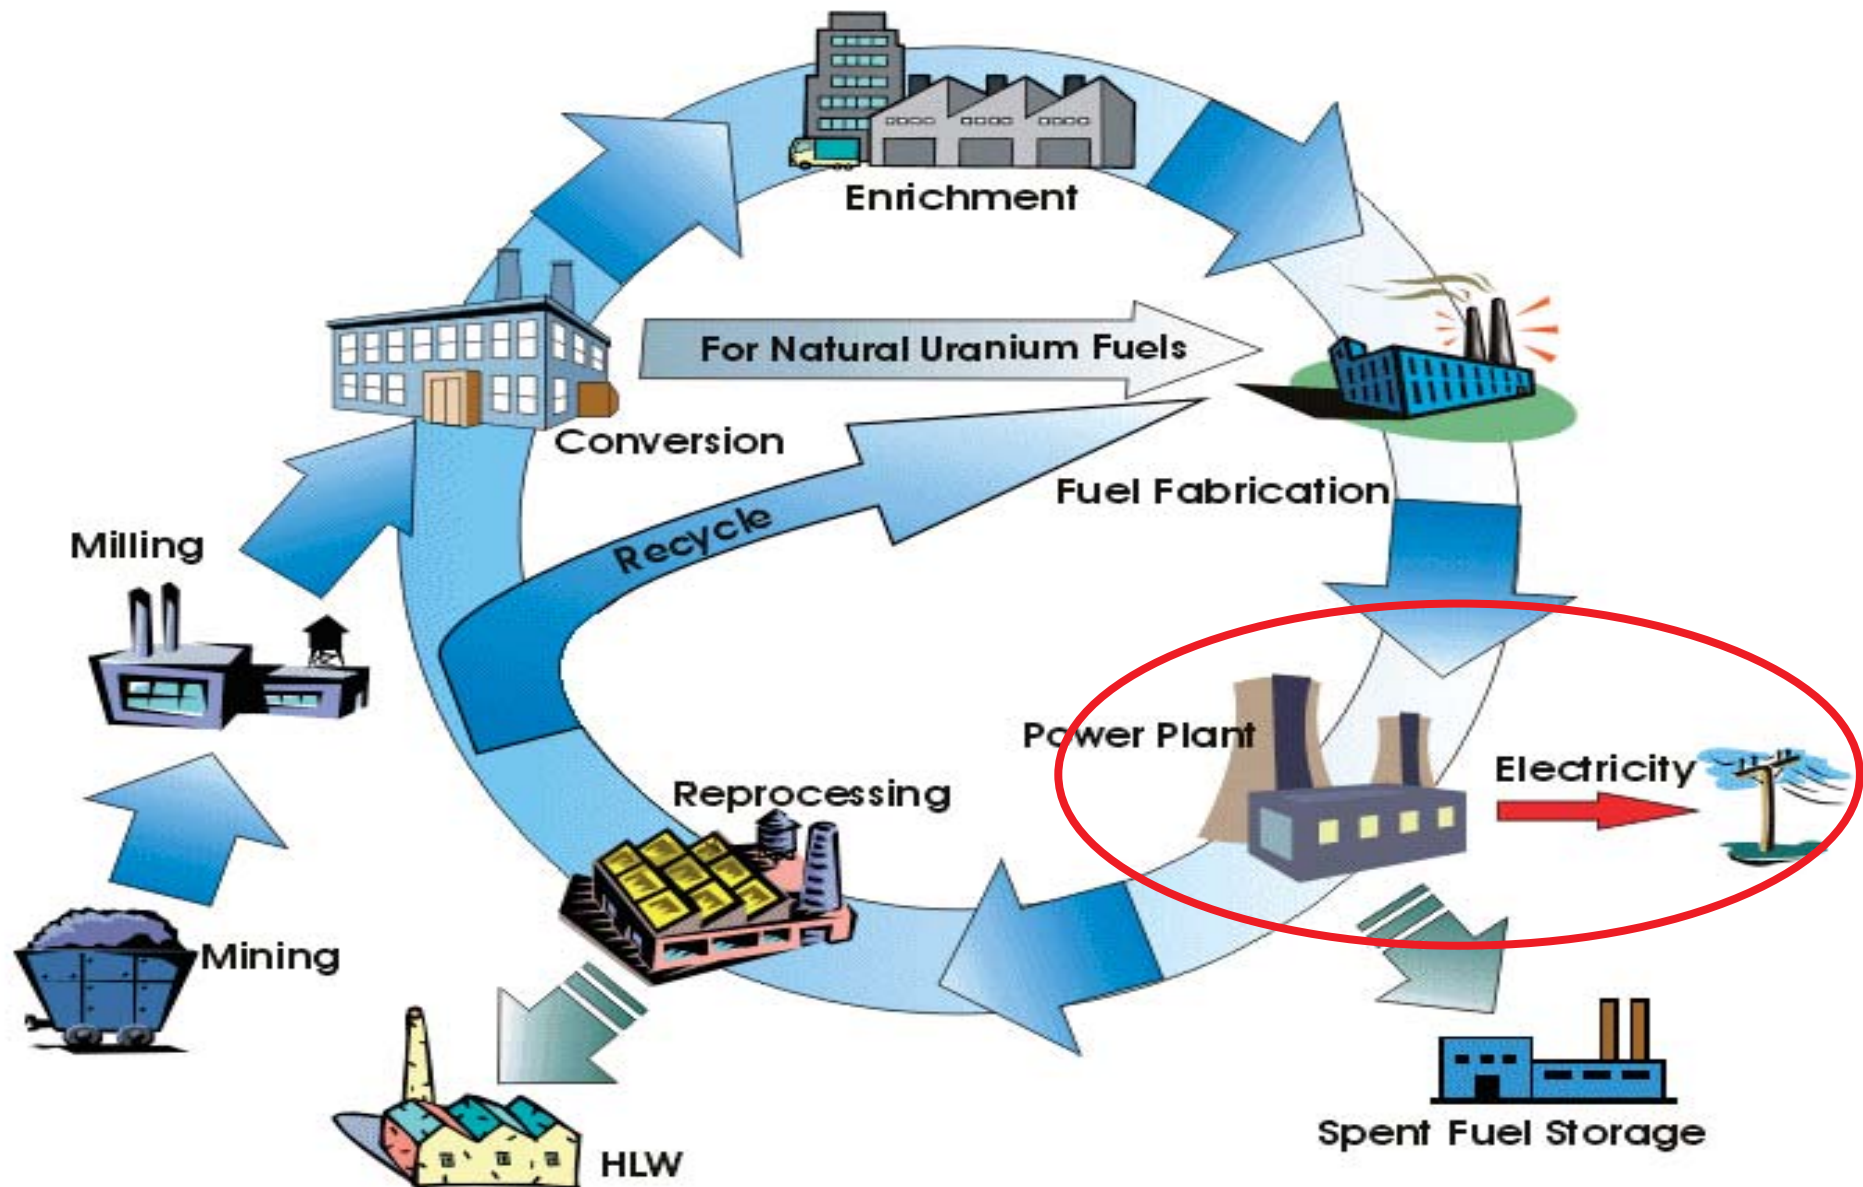 Enrichment
For Natural Uranium Fuels
Conversion
Fuel Fabrication
Recycle
Milling
Power Plant
Electricity
Reprocessing
Mining
Spent Fuel Storage
HLW